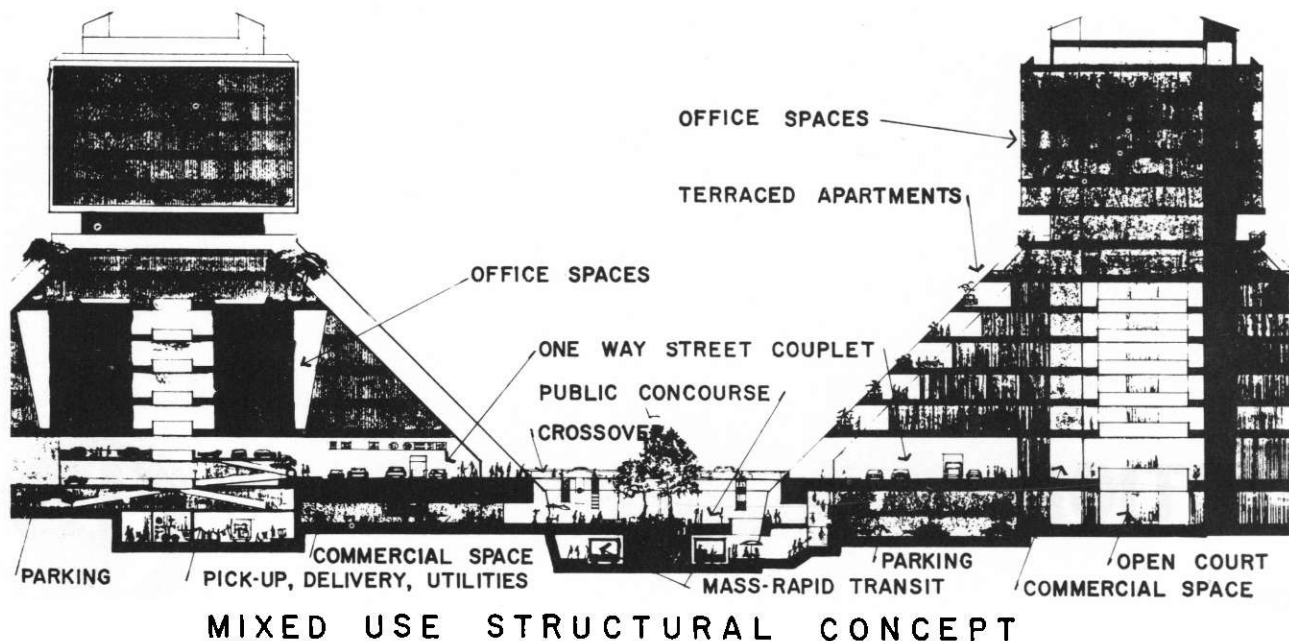 OFFICE SPACES
TERRACED APARTMENTS
OFFICE SPACES
ONE WAY STREET COUPLET
PUBLIC CONCOURSE
CROSSOVER
PARKING
PICK-UP, DELIVERY, UTILITIES
COMMERCIAL SPACE
MASS-RAPID TRANSIT
PARKING
OPEN COURT
COMMERCIAL SPACE
MIXED USE STRUCTURAL CONCEPT